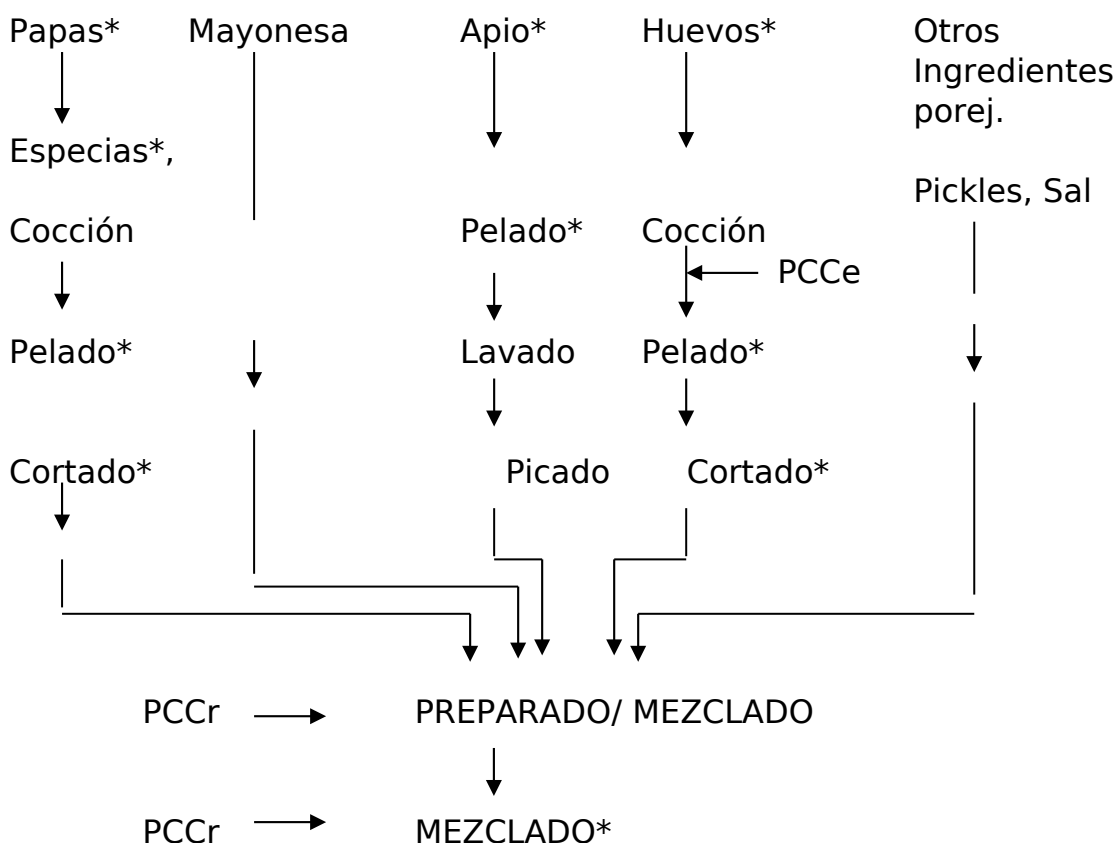 Papas* Mayonesa Apio* Huevos* Otros
Ingredientes
porej.
Especias*,
Pickles, Sal
Cocción Pelado* Cocción
PCCe
Pelado* Lavado Pelado*
Cortado* Picado Cortado*
PCCr PREPARADO/ MEZCLADO
PCCr MEZCLADO*